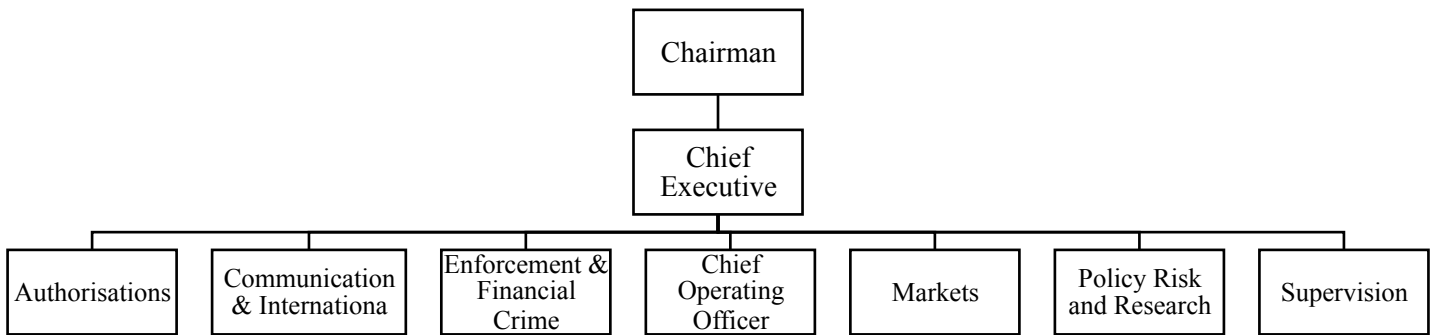 Chairman
Chief
Executive
Authorisations
Communication
& Internationa
Enforcement &
Financial
Crime
Chief
Operating
Officer
Markets
Policy Risk
and Research
Supervision